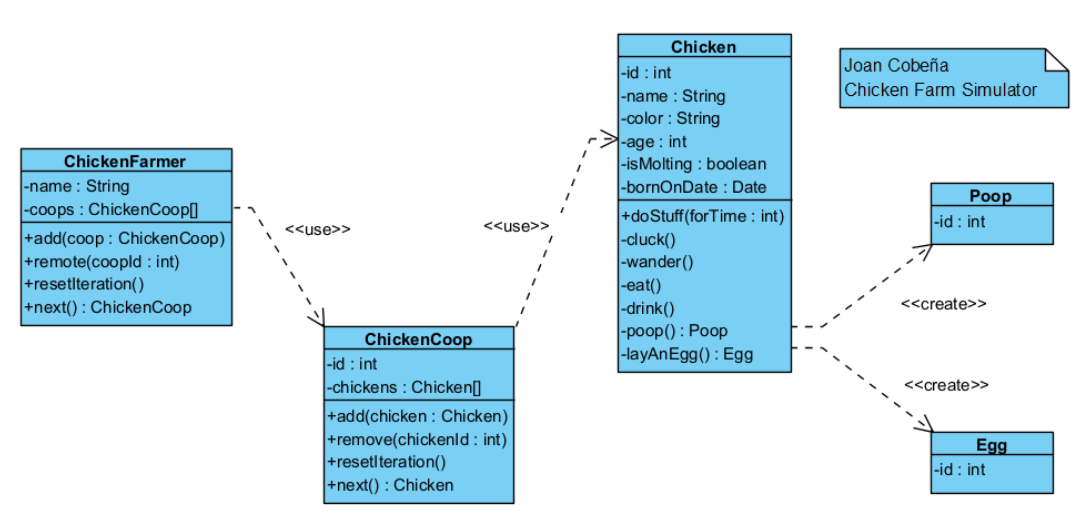 ChickenFarmer
-name : String
-coops : ChickenCoop[]
+add(coop : ChickenCoop)
+remote(coopId : int)
+resetIteration()
+next() : ChickenCoop
<<use>>
ChickenCoop
-id : int
-chickens : Chicken[]
+add(chicken : Chicken)
+remove(chickenId : int)
+resetIteration()
+next() : Chicken
<<use>>
Chicken
-id : int
-name : String
-color : String
-age : int
-isMolting : boolean
-bornOnDate : Date
+doStuff(forTime : int)
-cluck()
-wander()
-eat()
-drink()
-poop() : Poop
-layAnEgg() : Egg
Joan Cobeña
Chicken Farm Simulator
Poop
-id : int
<<create>>
<<create>>
Egg
-id : int